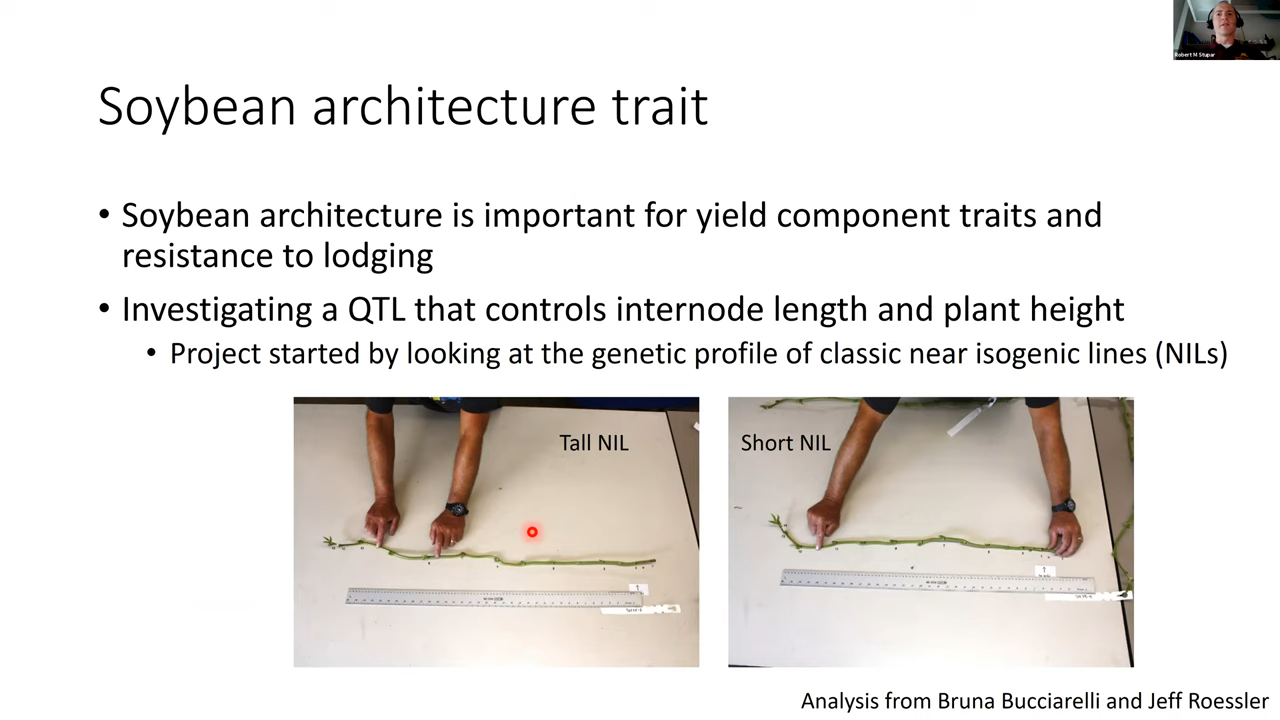 Robert M Stupar
Soybean architecture trait
• Soybean architecture is important for yield component traits and
resistance to lodging
• Investigating a QTL that controls internode length and plant height
• Project started by looking at the genetic profile of classic near isogenic lines (NILs)
Tall NIL
Short NIL
Analysis from Bruna Bucciarelli and Jeff Roessler